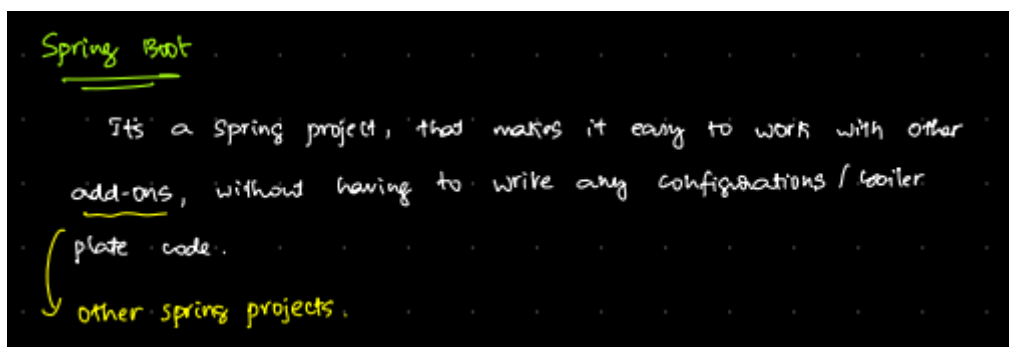 Spring Boot
It's a spring project, that makes it easy to work with other
add-ons, without having to write any configurations / boiler
plate code.
other spring projects.